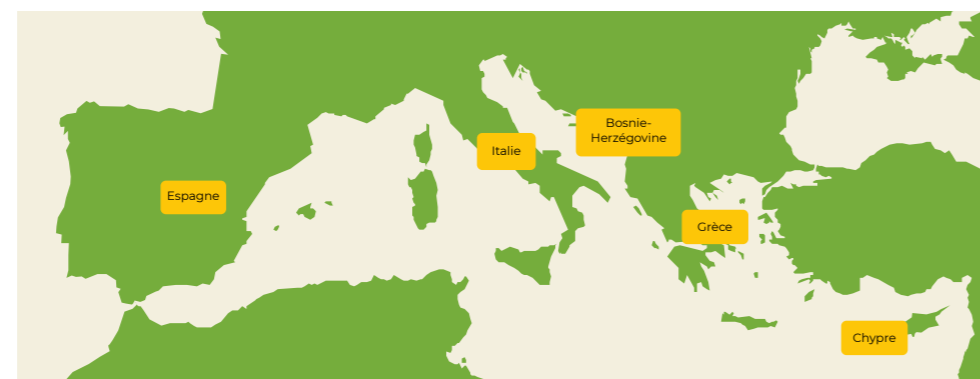 Bosnie-
Herzégovine
Italie
Espagne
Grèce
Chypre